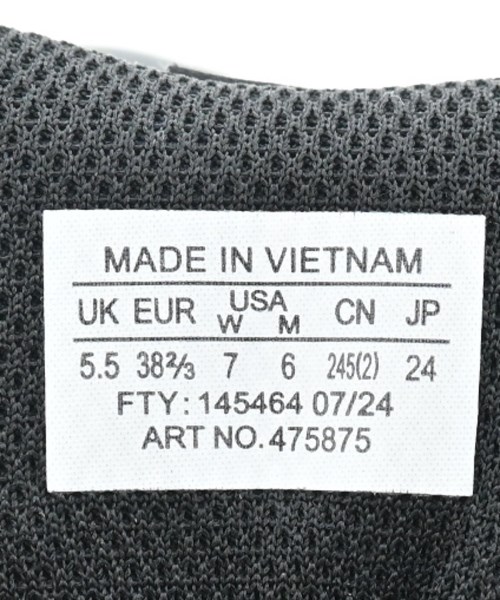 MADE IN VIETNAM
UK EUR USA CN JP
W M
5.5 38⅔ 7 6 245(2) 24
FTY: 145464 07/24
ART NO. 475875